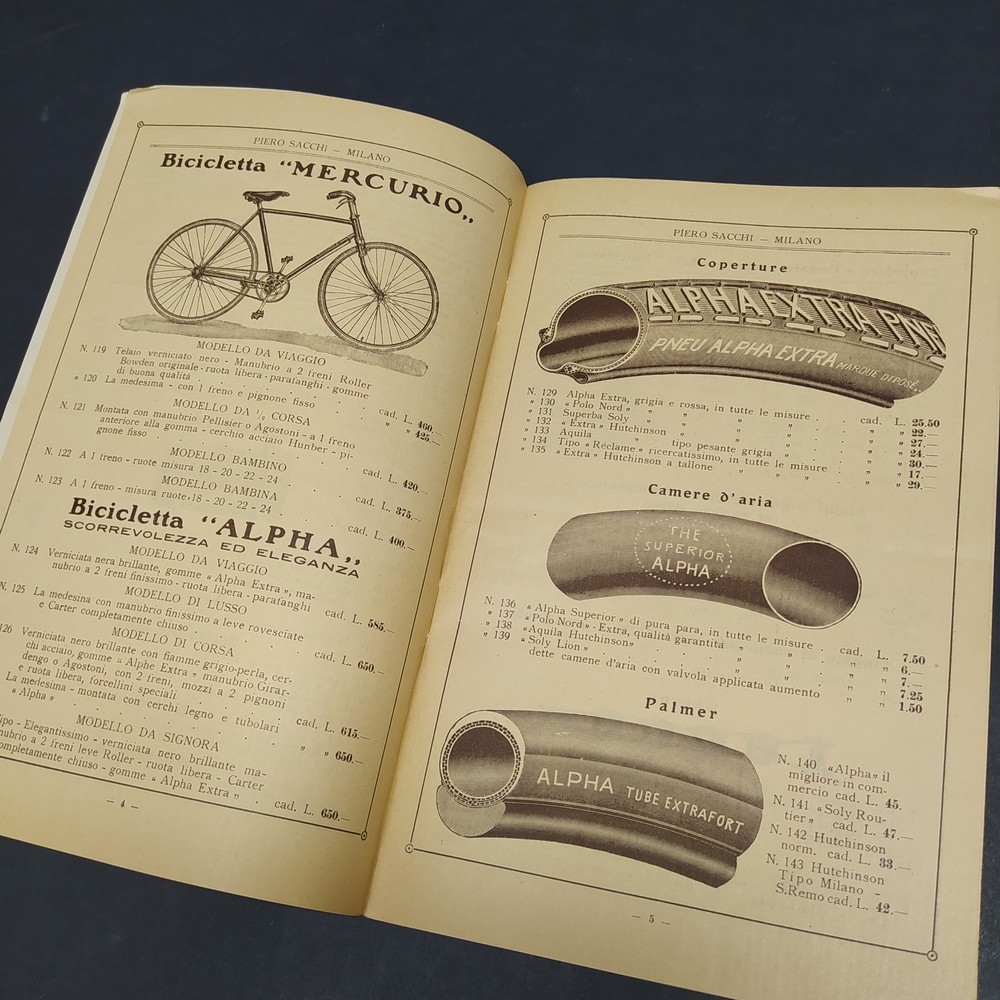 PIERO SACCHI — MILANO
Bicicletta “MERCURIO„
MODELLO DA VIAGGIO
N. 119 Telaio verniciato nero - Manubrio a 2 freni Roller
Bowden originale - ruota libera - parafanghi - gomme
di buona qualità . . . . . . cad. L. 460.—
» 120 La medesima - con 1 freno e pignone fisso . . » » 425.—
MODELLO DA ½ CORSA
N. 121 Montata con manubrio Pellisier o Agostoni - a 1 freno
anteriore alla gomma - cerchio acciaio Hunber - pi-
gnone fisso . . . . . . cad. L. 420.—
MODELLO BAMBINO
N. 122 A 1 freno - ruote misura 18 - 20 - 22 - 24 . cad. L. 375.—
MODELLO BAMBINA
N. 123 A 1 freno - misura ruote 18 - 20 - 22 - 24 . cad. L. 400.—
Bicicletta “ALPHA„
SCORREVOLEZZA ED ELEGANZA
MODELLO DA VIAGGIO
N. 124 Verniciata nera brillante, gomme « Alpha Extra », ma-
nubrio a 2 freni finissimo - ruota libera - parafanghi cad. L. 585.—
MODELLO DI LUSSO
N. 125 La medesina con manubrio finissimo a leve rovesciate
e Carter completamente chiuso . . . cad. L. 650.—
MODELLO DI CORSA
126 Verniciata nero brillante con fiamme grigio-perla, cer-
chi acciaio, gomme « Alphe Extra » manubrio Girar-
dengo o Agostoni, con 2 freni, mozzi a 2 pignoni
e ruota libera, forcellini speciali . . . cad. L. 615.—
La medesima - montata con cerchi legno e tubolari
« Alpha » . . . . . . » » 650.—
MODELLO DA SIGNORA
ipo - Elegantissimo - verniciata nero brillante ma-
nubrio a 2 freni leve Roller - ruota libera - Carter
ompletamente chiuso - gomme « Alpha Extra » . cad. L. 650.—
— 4 —
PIERO SACCHI — MILANO
Coperture
ALPHA EXTRA PNE
PNEU ALPHA EXTRA MARQUE DEPOSÉ
N. 129 Alpha Extra, grigia e rossa, in tutte le misure . cad. L. 25.50
» 130 « Polo Nord » » » » . » » 22.—
» 131 Superba Soly » » » . » » 27.—
» 132 « Extra » Hutchinson » » » . » » 24.—
» 133 Aquila » tipo pesante grigia » . » » 30.—
» 134 Tipo « Rèclame » ricercatissimo, in tutte le misure . » » 17.—
» 135 « Extra » Hutchinson a tallone » » » . » » 29.—
Camere d'aria
THE
SUPERIOR
ALPHA
N. 136 « Alpha Superior » di pura para, in tutte le misure . cad. L. 7.50
» 137 « Polo Nord » - Extra, qualità garantita » » . » » 6.—
» 138 « Aquila Hutchinson » » » . » » 7.—
» 139 « Soly Lion » . » » . » » 7.25
dette camere d'aria con valvola applicata aumento » » 1.50
Palmer
ALPHA TUBE EXTRAFORT
N. 140 « Alpha » il
migliore in com-
mercio cad. L. 45.
N. 141 « Soly Rou-
tier » cad. L. 47.—
N. 142 Hutchinson
norm. cad. L. 33.—
N. 143 Hutchinson
Tipo Milano -
S.Remo cad. L. 42.—
— 5 —